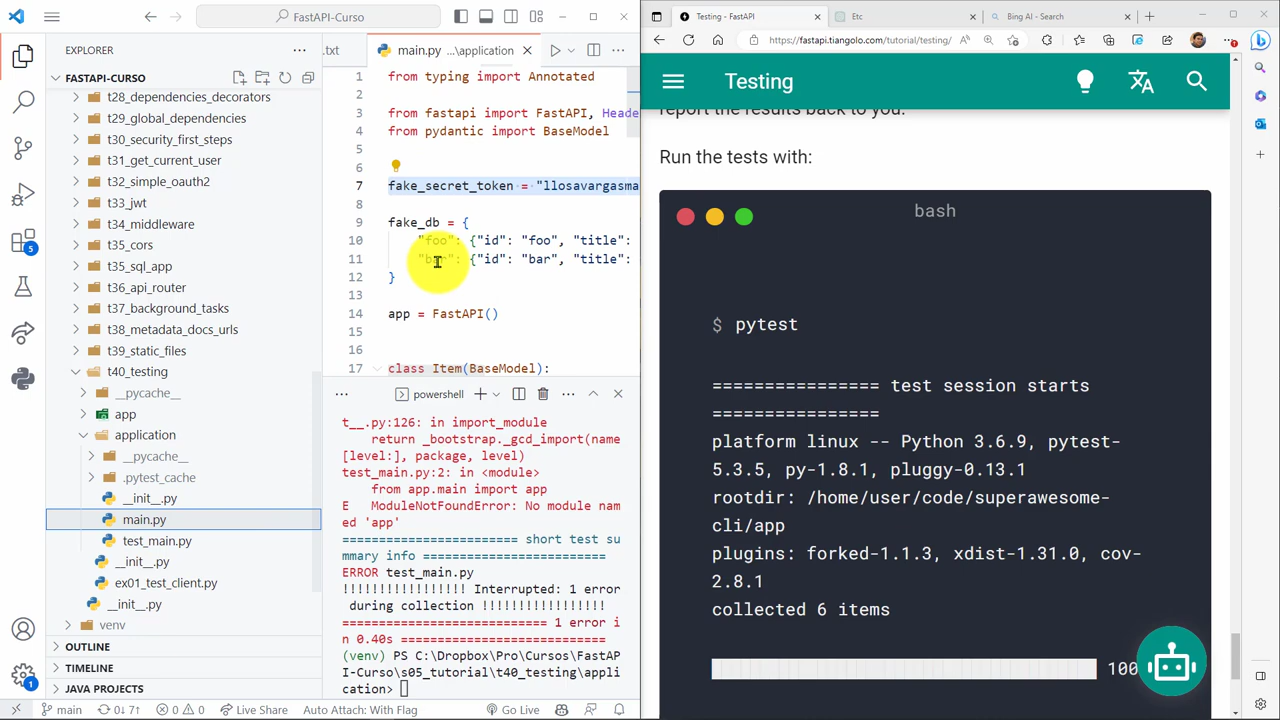 FastAPI-Curso
EXPLORER
FASTAPI-CURSO
t28_dependencies_decorators
t29_global_dependencies
t30_security_first_steps
t31_get_current_user
t32_simple_oauth2
t33_jwt
t34_middleware
t35_cors
t35_sql_app
t36_api_router
t37_background_tasks
t38_metadata_docs_urls
t39_static_files
t40_testing
__pycache__
app
application
__pycache__
.pytest_cache
__init__.py
main.py
test_main.py
__init__.py
ex01_test_client.py
__init__.py
venv
OUTLINE
TIMELINE
JAVA PROJECTS
5
1
.txt
main.py ...\application
1 from typing import Annotated
2
3 from fastapi import FastAPI, Heade
4 from pydantic import BaseModel
5
6
7 fake_secret_token = "llosavargasma
8
9 fake_db = {
10 "foo": {"id": "foo", "title":
11 "bar": {"id": "bar", "title":
12 }
13
14 app = FastAPI()
15
16
17 class Item(BaseModel):
powershell
t__.py:126: in import_module
return _bootstrap._gcd_import(name
[level:], package, level)
test_main.py:2: in <module>
from app.main import app
E ModuleNotFoundError: No module nam
ed 'app'
======================= short test su
mmary info ========================
ERROR test_main.py
!!!!!!!!!!!!!!!!! Interrupted: 1 error
during collection !!!!!!!!!!!!!!!!!
========================== 1 error i
n 0.40s ===========================
(venv) PS C:\Dropbox\Pro\Cursos\FastAP
I-Curso\s05_tutorial\t40_testing\appli
cation>
main
0↓ 7↑
0
0
Live Share
Auto Attach: With Flag
Go Live
Testing - FastAPI
Etc
Bing AI - Search
https://fastapi.tiangolo.com/tutorial/testing/
Testing
report the results back to you.
Run the tests with:
bash
$ pytest
================ test session starts
================
platform linux -- Python 3.6.9, pytest-
5.3.5, py-1.8.1, pluggy-0.13.1
rootdir: /home/user/code/superawesome-
cli/app
plugins: forked-1.1.3, xdist-1.31.0, cov-
2.8.1
collected 6 items
100